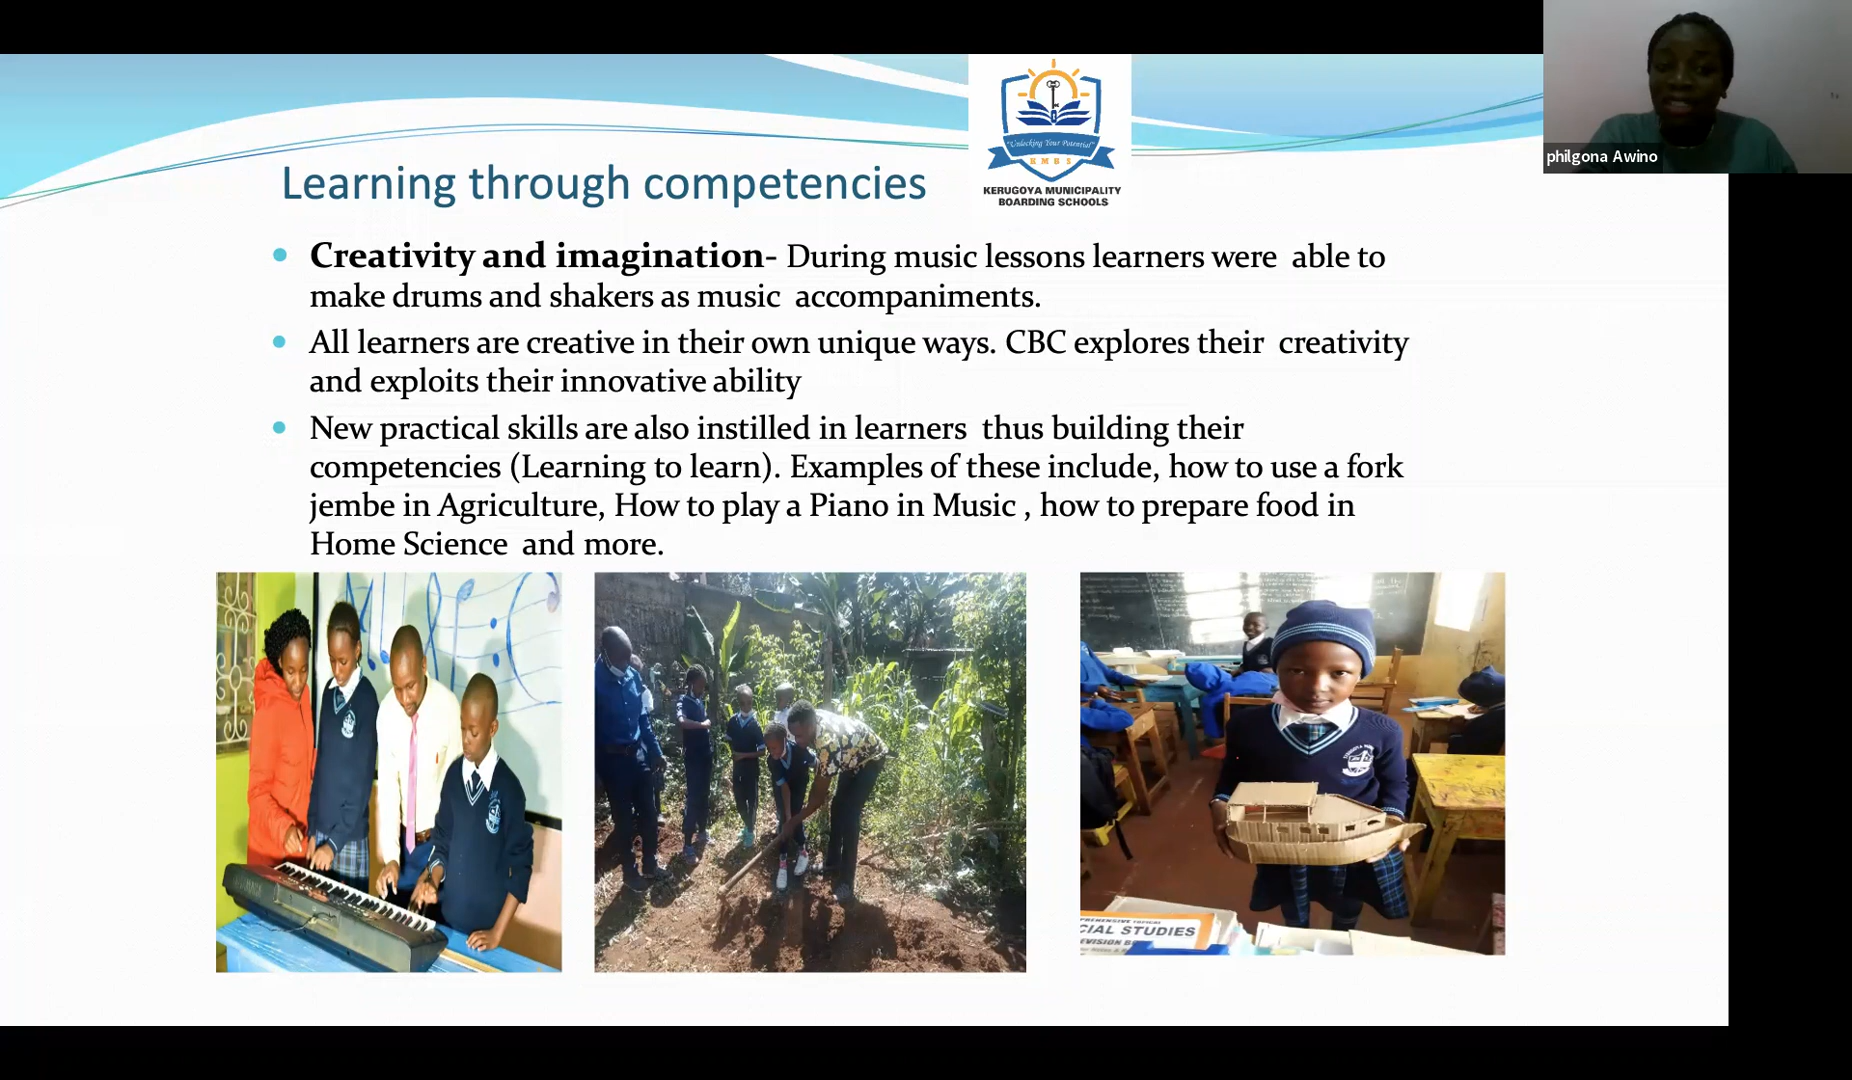 "Unlocking Your Potential"
K M B S
KERUGOYA MUNICIPALITY
BOARDING SCHOOLS
philgona Awino
Learning through competencies
Creativity and imagination- During music lessons learners were able to
make drums and shakers as music accompaniments.
All learners are creative in their own unique ways. CBC explores their creativity
and exploits their innovative ability
New practical skills are also instilled in learners thus building their
competencies (Learning to learn). Examples of these include, how to use a fork
jembe in Agriculture, How to play a Piano in Music , how to prepare food in
Home Science and more.
YAMAHA
CIAL STUDIES